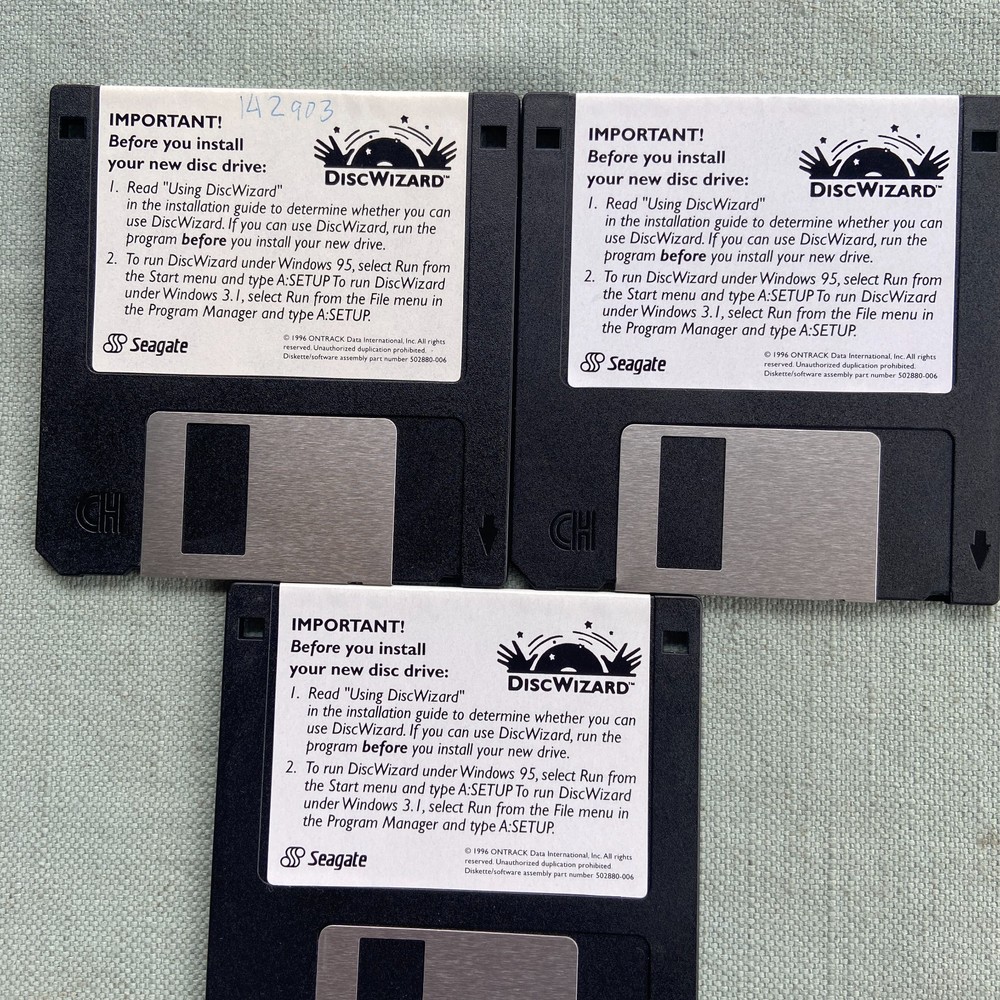 142903
IMPORTANT!
Before you install
your new disc drive:
DISCWIZARD™
1. Read "Using DiscWizard"
in the installation guide to determine whether you can
use DiscWizard. If you can use DiscWizard, run the
program before you install your new drive.
2. To run DiscWizard under Windows 95, select Run from
the Start menu and type A:SETUP To run DiscWizard
under Windows 3.1, select Run from the File menu in
the Program Manager and type A:SETUP.
Seagate
© 1996 ONTRACK Data International, Inc. All rights
reserved. Unauthorized duplication prohibited.
Diskette/software assembly part number 502880-006
CH
IMPORTANT!
Before you install
your new disc drive:
DISCWIZARD™
1. Read "Using DiscWizard"
in the installation guide to determine whether you can
use DiscWizard. If you can use DiscWizard, run the
program before you install your new drive.
2. To run DiscWizard under Windows 95, select Run from
the Start menu and type A:SETUP To run DiscWizard
under Windows 3.1, select Run from the File menu in
the Program Manager and type A:SETUP.
Seagate
© 1996 ONTRACK Data International, Inc. All rights
reserved. Unauthorized duplication prohibited.
Diskette/software assembly part number 502880-006
CH
IMPORTANT!
Before you install
your new disc drive:
DISCWIZARD™
1. Read "Using DiscWizard"
in the installation guide to determine whether you can
use DiscWizard. If you can use DiscWizard, run the
program before you install your new drive.
2. To run DiscWizard under Windows 95, select Run from
the Start menu and type A:SETUP To run DiscWizard
under Windows 3.1, select Run from the File menu in
the Program Manager and type A:SETUP.
Seagate
© 1996 ONTRACK Data International, Inc. All rights
reserved. Unauthorized duplication prohibited.
Diskette/software assembly part number 502880-006